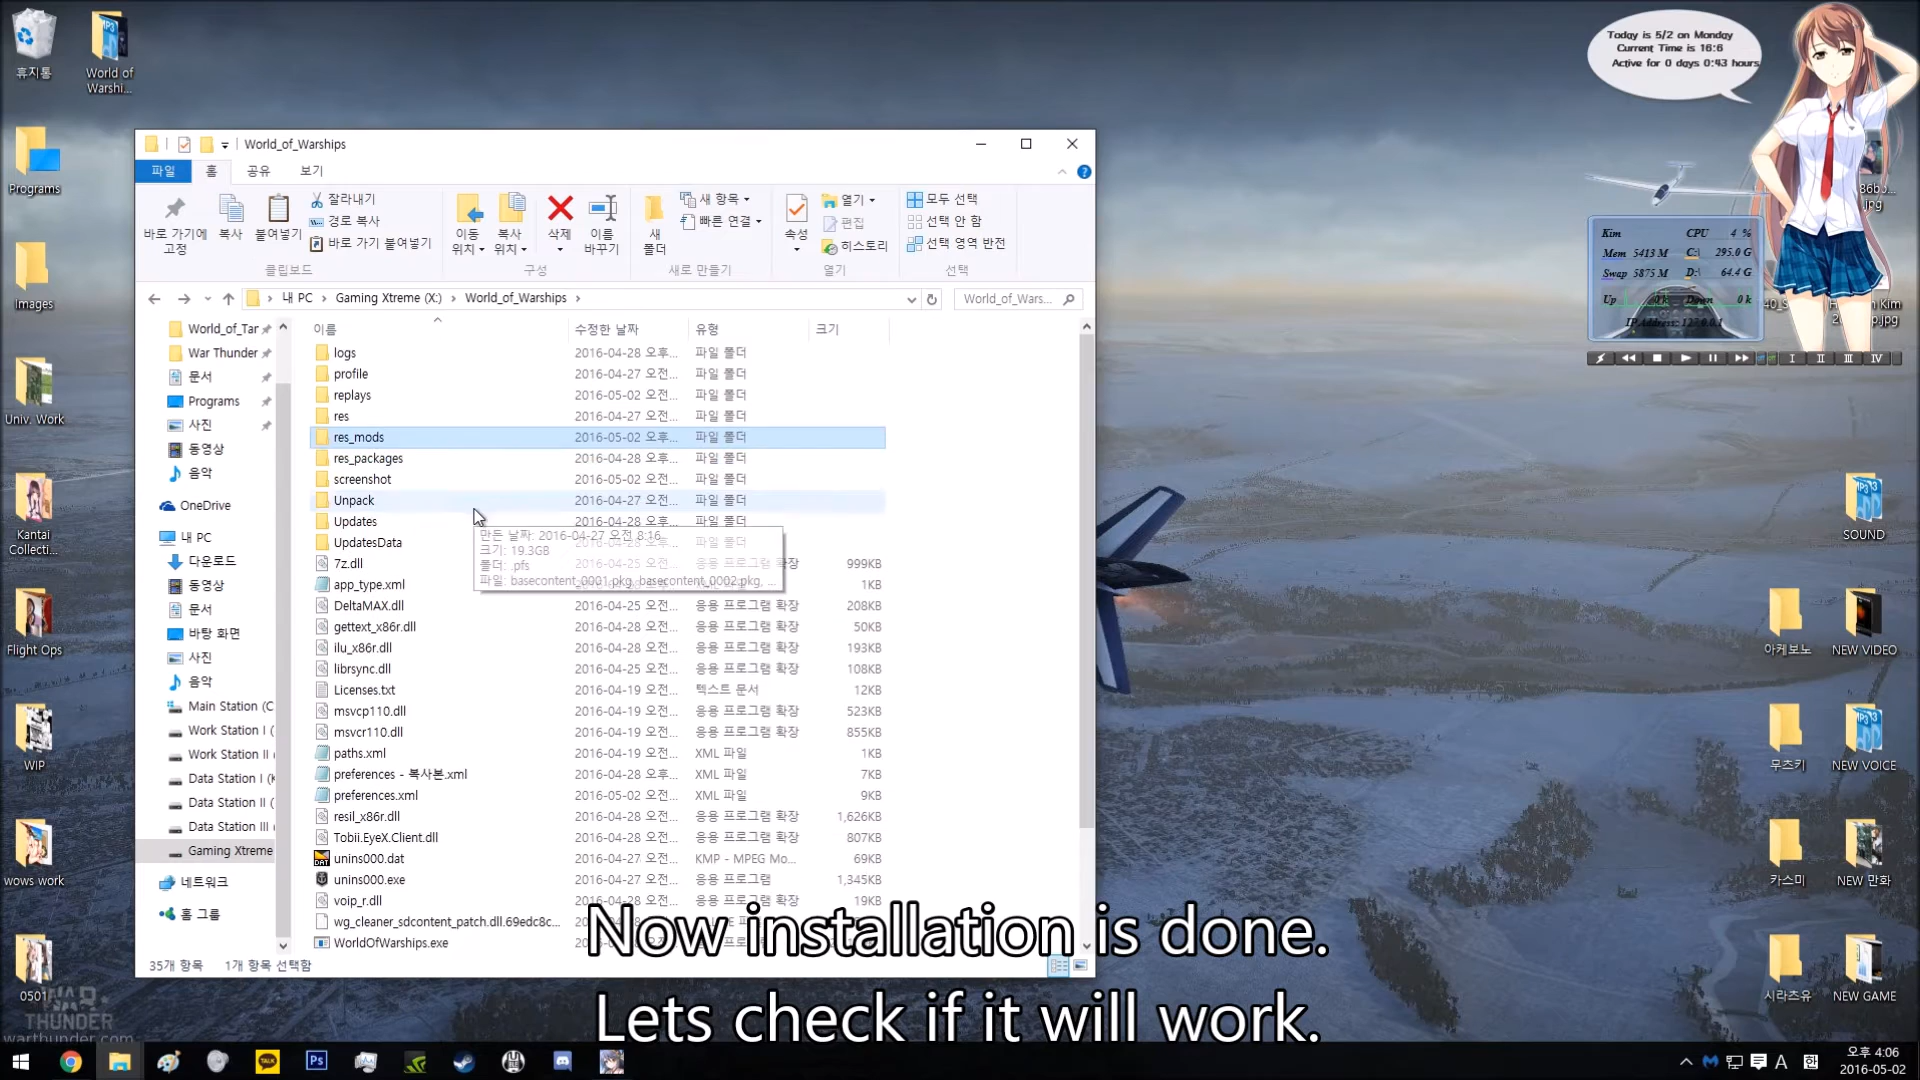 휴지통
World of
Warshi...
Programs
Images
Univ. Work
Kantai
Collecti...
Flight Ops
WIP
wows work
0501
WAR
THUNDER
warthunder.com
World_of_Warships
파일
홈
공유
보기
바로 가기에
고정
복사
붙여넣기
잘라내기
경로 복사
바로 가기 붙여넣기
클립보드
이동
위치
복사
위치
삭제
이름
바꾸기
구성
새
폴더
새 항목
빠른 연결
새로 만들기
속성
열기
편집
히스토리
열기
모두 선택
선택 안 함
선택 영역 반전
선택
내 PC > Gaming Xtreme (X:) > World_of_Warships >
World_of_Wars...
World_of_Tar
War Thunder
문서
Programs
사진
동영상
음악
OneDrive
내 PC
다운로드
동영상
문서
바탕 화면
사진
음악
Main Station (C
Work Station I (
Work Station II
Data Station I (
Data Station II (
Data Station III
Gaming Xtreme
네트워크
홈 그룹
이름 수정한 날짜 유형 크기
logs 2016-04-28 오후... 파일 폴더
profile 2016-04-27 오전... 파일 폴더
replays 2016-05-02 오전... 파일 폴더
res 2016-04-27 오전... 파일 폴더
res_mods 2016-05-02 오후... 파일 폴더
res_packages 2016-04-28 오후... 파일 폴더
screenshot 2016-05-02 오전... 파일 폴더
Unpack 2016-04-27 오전... 파일 폴더
Updates 2016-04-28 오후... 파일 폴더
UpdatesData 파일 폴더
만든 날짜: 2016-04-27 오전 8:16
크기: 19.3GB
폴더: .pfs
파일: basecontent_0001.pkg, basecontent_0002.pkg, ...
7z.dll 999KB
app_type.xml 1KB
DeltaMAX.dll 2016-04-25 오전... 응용 프로그램 확장 208KB
gettext_x86r.dll 2016-04-28 오전... 응용 프로그램 확장 50KB
ilu_x86r.dll 2016-04-28 오전... 응용 프로그램 확장 193KB
librsync.dll 2016-04-25 오전... 응용 프로그램 확장 108KB
Licenses.txt 2016-04-19 오전... 텍스트 문서 12KB
msvcp110.dll 2016-04-19 오전... 응용 프로그램 확장 523KB
msvcr110.dll 2016-04-19 오전... 응용 프로그램 확장 855KB
paths.xml 2016-04-19 오전... XML 파일 1KB
preferences - 복사본.xml 2016-04-28 오후... XML 파일 7KB
preferences.xml 2016-05-02 오전... XML 파일 9KB
resil_x86r.dll 2016-04-28 오전... 응용 프로그램 확장 1,626KB
Tobii.EyeX.Client.dll 2016-04-28 오전... 응용 프로그램 확장 807KB
unins000.dat 2016-04-27 오전... KMP - MPEG Mo... 69KB
unins000.exe 2016-04-27 오전... 응용 프로그램 1,345KB
voip_r.dll 2016-04-28 오전... 응용 프로그램 확장 19KB
wg_cleaner_sdcontent_patch.dll.69edc8c...
WorldOfWarships.exe
35개 항목 1개 항목 선택함
Now installation is done.
Lets check if it will work.
Today is 5/2 on Monday
Current Time is 16:6
Active for 0 days 0:43 hours
Kim CPU 4 %
Mem 5413 M C:\ 295.0 G
Swap 5875 M D:\ 64.4 G
Up 0 k Down 0 k
IP Address: 127.0.0.1
I II III IV
.jpg
Kim
SOUND
아케보노
NEW VIDEO
무츠키
NEW VOICE
카스미
NEW 만화
시라츠유
NEW GAME
TALK
Ps
A 한
오후 4:06
2016-05-02